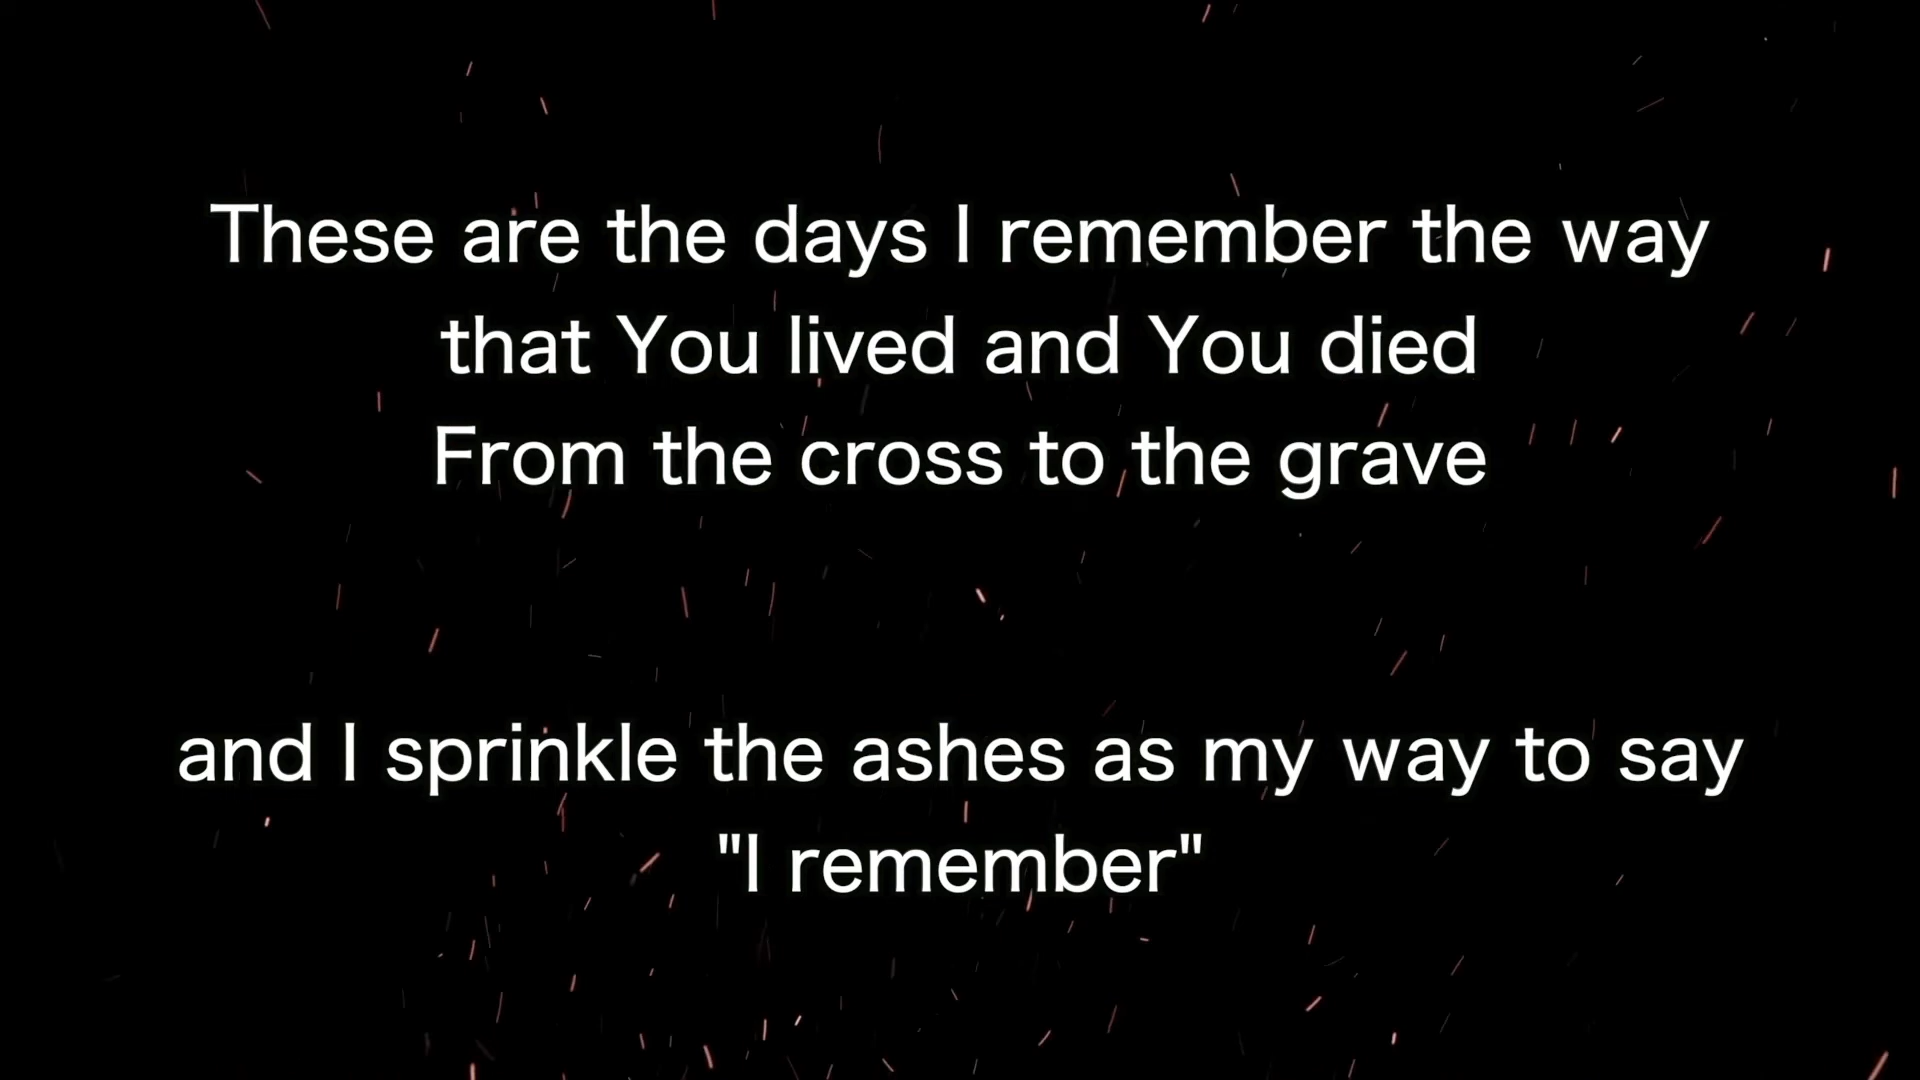 These are the days I remember the way
that You lived and You died
From the cross to the grave
and I sprinkle the ashes as my way to say
"I remember"